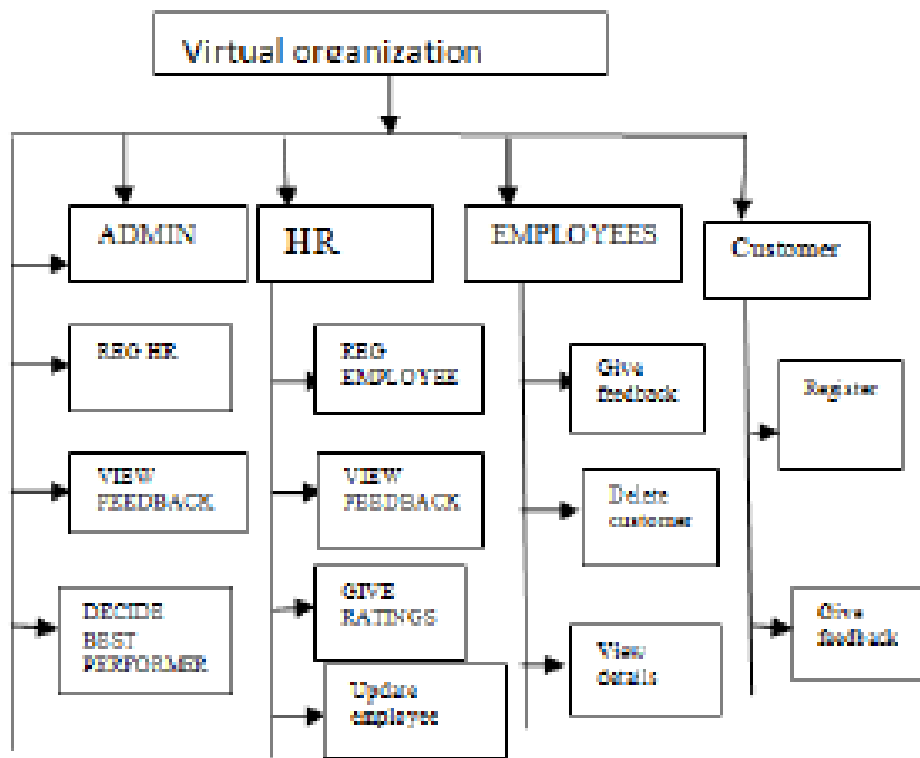 Virtual organization
ADMIN
HR
EMPLOYEES
Customer
REG HR
VIEW
FEEDBACK
DECIDE
BEST
PERFORMER
REG
EMPLOYEE
VIEW
FEEDBACK
GIVE
RATINGS
Update
employee
Give
feedback
Delete
customer
View
details
Register
Give
feedback